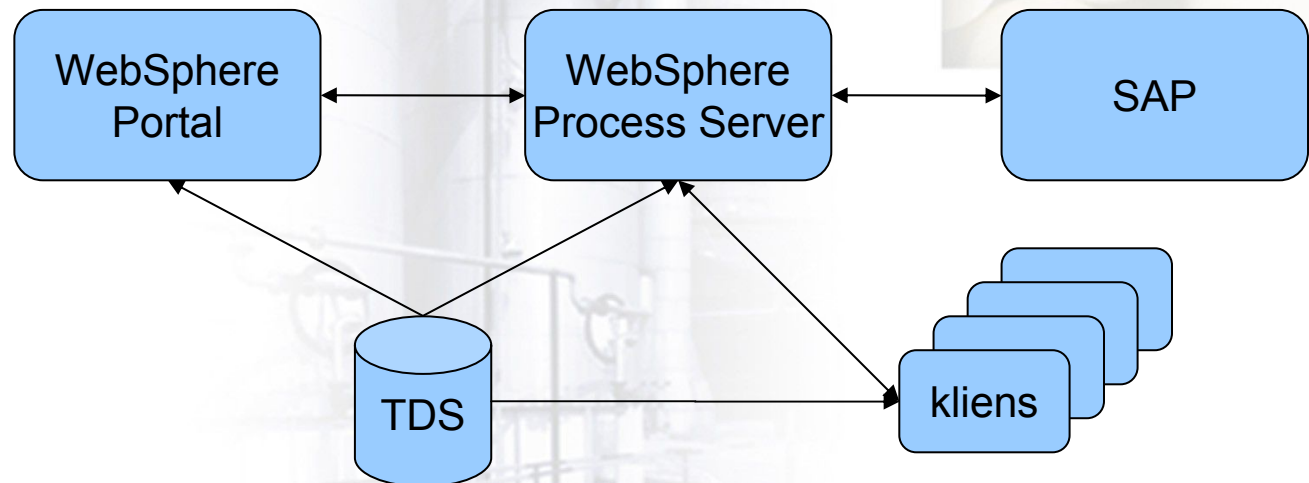 WebSphere
Portal
WebSphere
Process Server
SAP
TDS
kliens